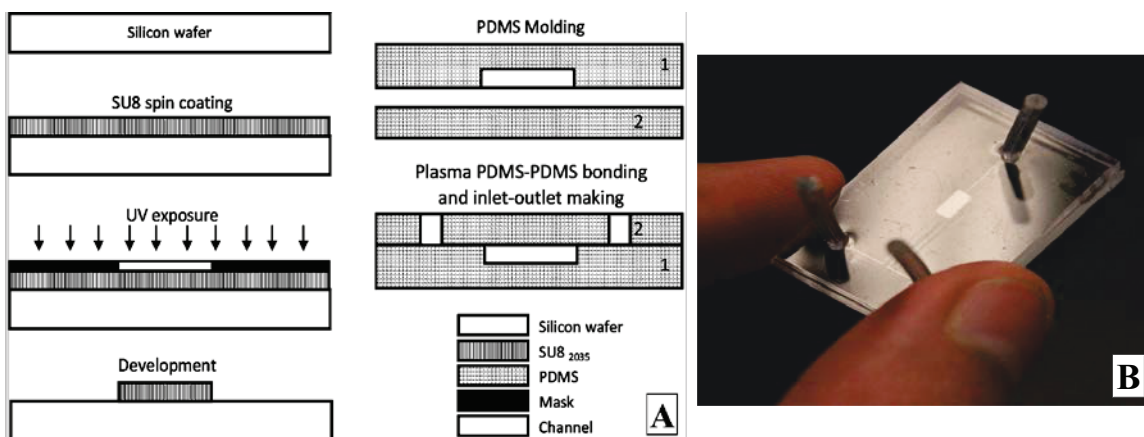 Silicon wafer
SU8 spin coating
UV exposure
Development
PDMS Molding
1
2
Plasma PDMS-PDMS bonding
and inlet-outlet making
2
1
Silicon wafer
SU8 2035
PDMS
Mask
Channel
A
B